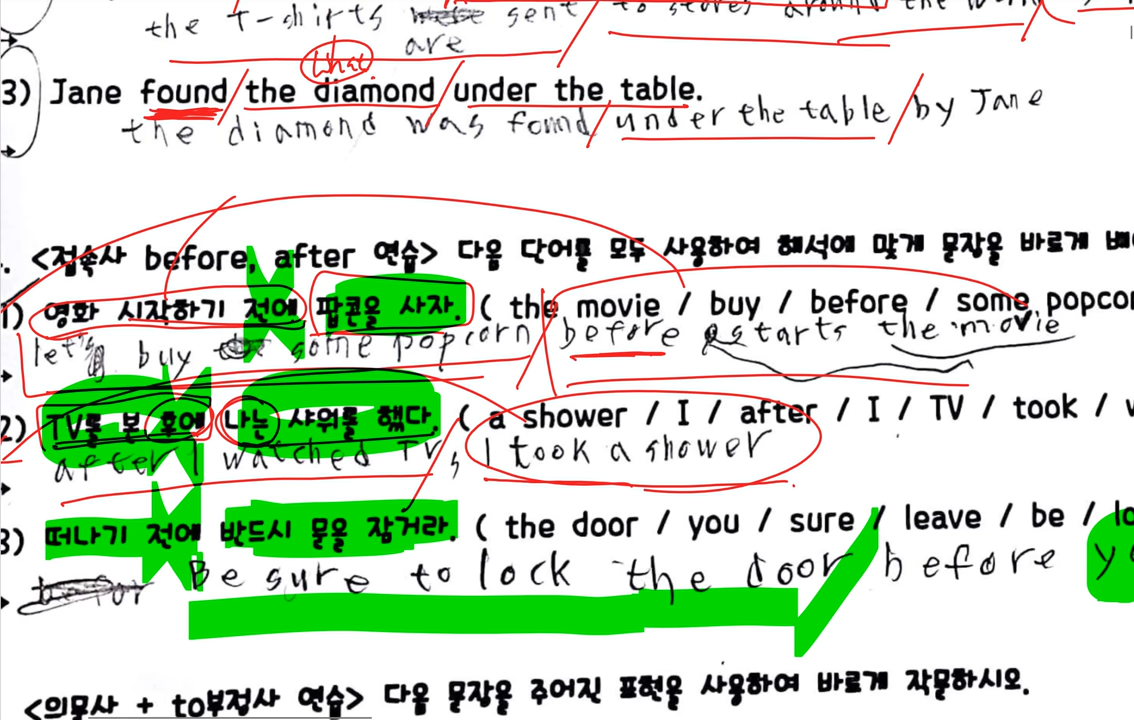 the T-shirts sent to stores around the
are
what
3) Jane found / the diamond / under the table.
the diamond was found / under the table / by Jane
. <접속사 before, after 연습> 다음 단어를 모두 사용하여 해석에 맞게 문장을 바르게 배
1) 영화 시작하기 전에 팝콘을 사자. ( the movie / buy / before / some popcor
let's buy some popcorn / before starts the movie
2) TV를 본 후에 나는 샤워를 했다. ( a shower / I / after / I / TV / took / w
after I watched TV, I took a shower
3) 떠나기 전에 반드시 문을 잠거라. ( the door / you / sure / leave / be / lo
Be sure to lock the door before y
<의문사 + to부정사 연습> 다음 문장을 주어진 표현을 사용하여 바르게 작문하시오.